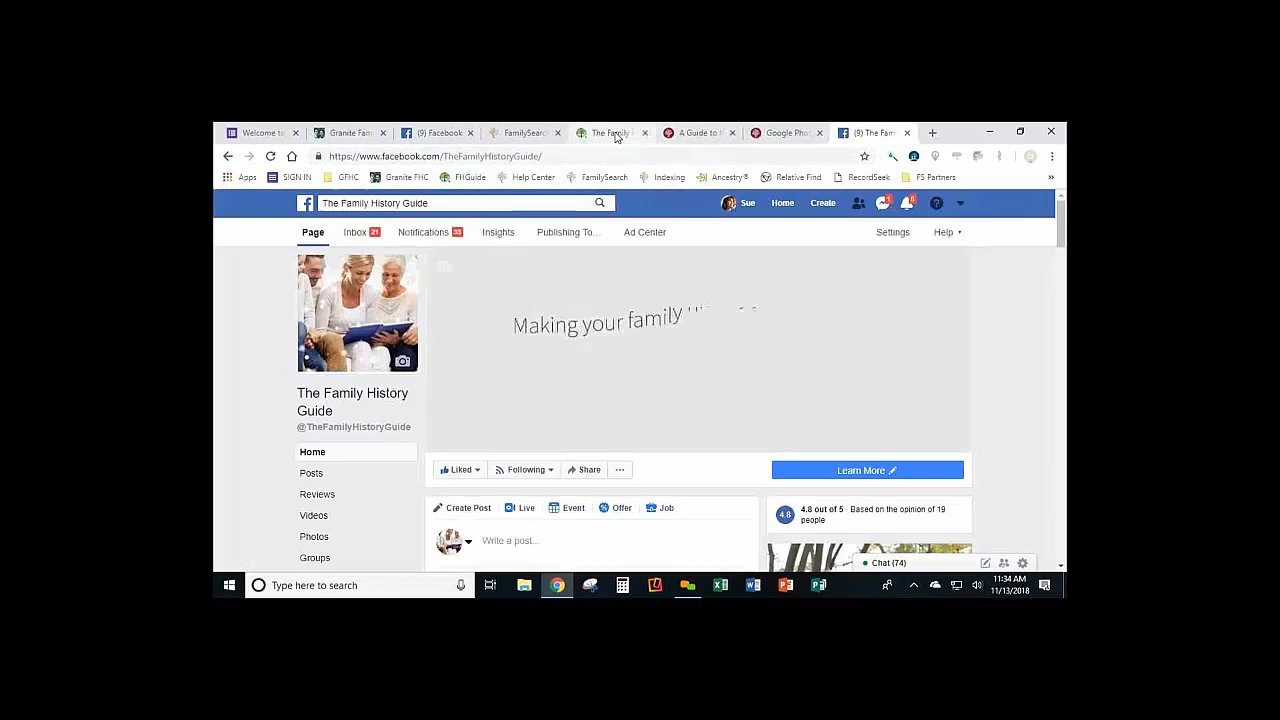 Welcome to
Granite Fam
(9) Facebook
FamilySearc
The Family
A Guide to
Google Pho
(9) The Fam
https://www.facebook.com/TheFamilyHistoryGuide/
Apps SIGN IN GFHC Granite FHC FHGuide Help Center FamilySearch Indexing Ancestry® Relative Find RecordSeek FS Partners »
The Family History Guide
Sue Home Create 1 8
Page Inbox 21 Notifications 33 Insights Publishing To... Ad Center Settings Help
Making your family
The Family History
Guide
@TheFamilyHistoryGuide
Home
Posts
Reviews
Videos
Photos
Groups
Liked Following Share ...
Learn More
Create Post Live Event Offer Job
Write a post...
4.8
4.8 out of 5 · Based on the opinion of 19
people
Chat (74)
Type here to search
11:34 AM
11/13/2018